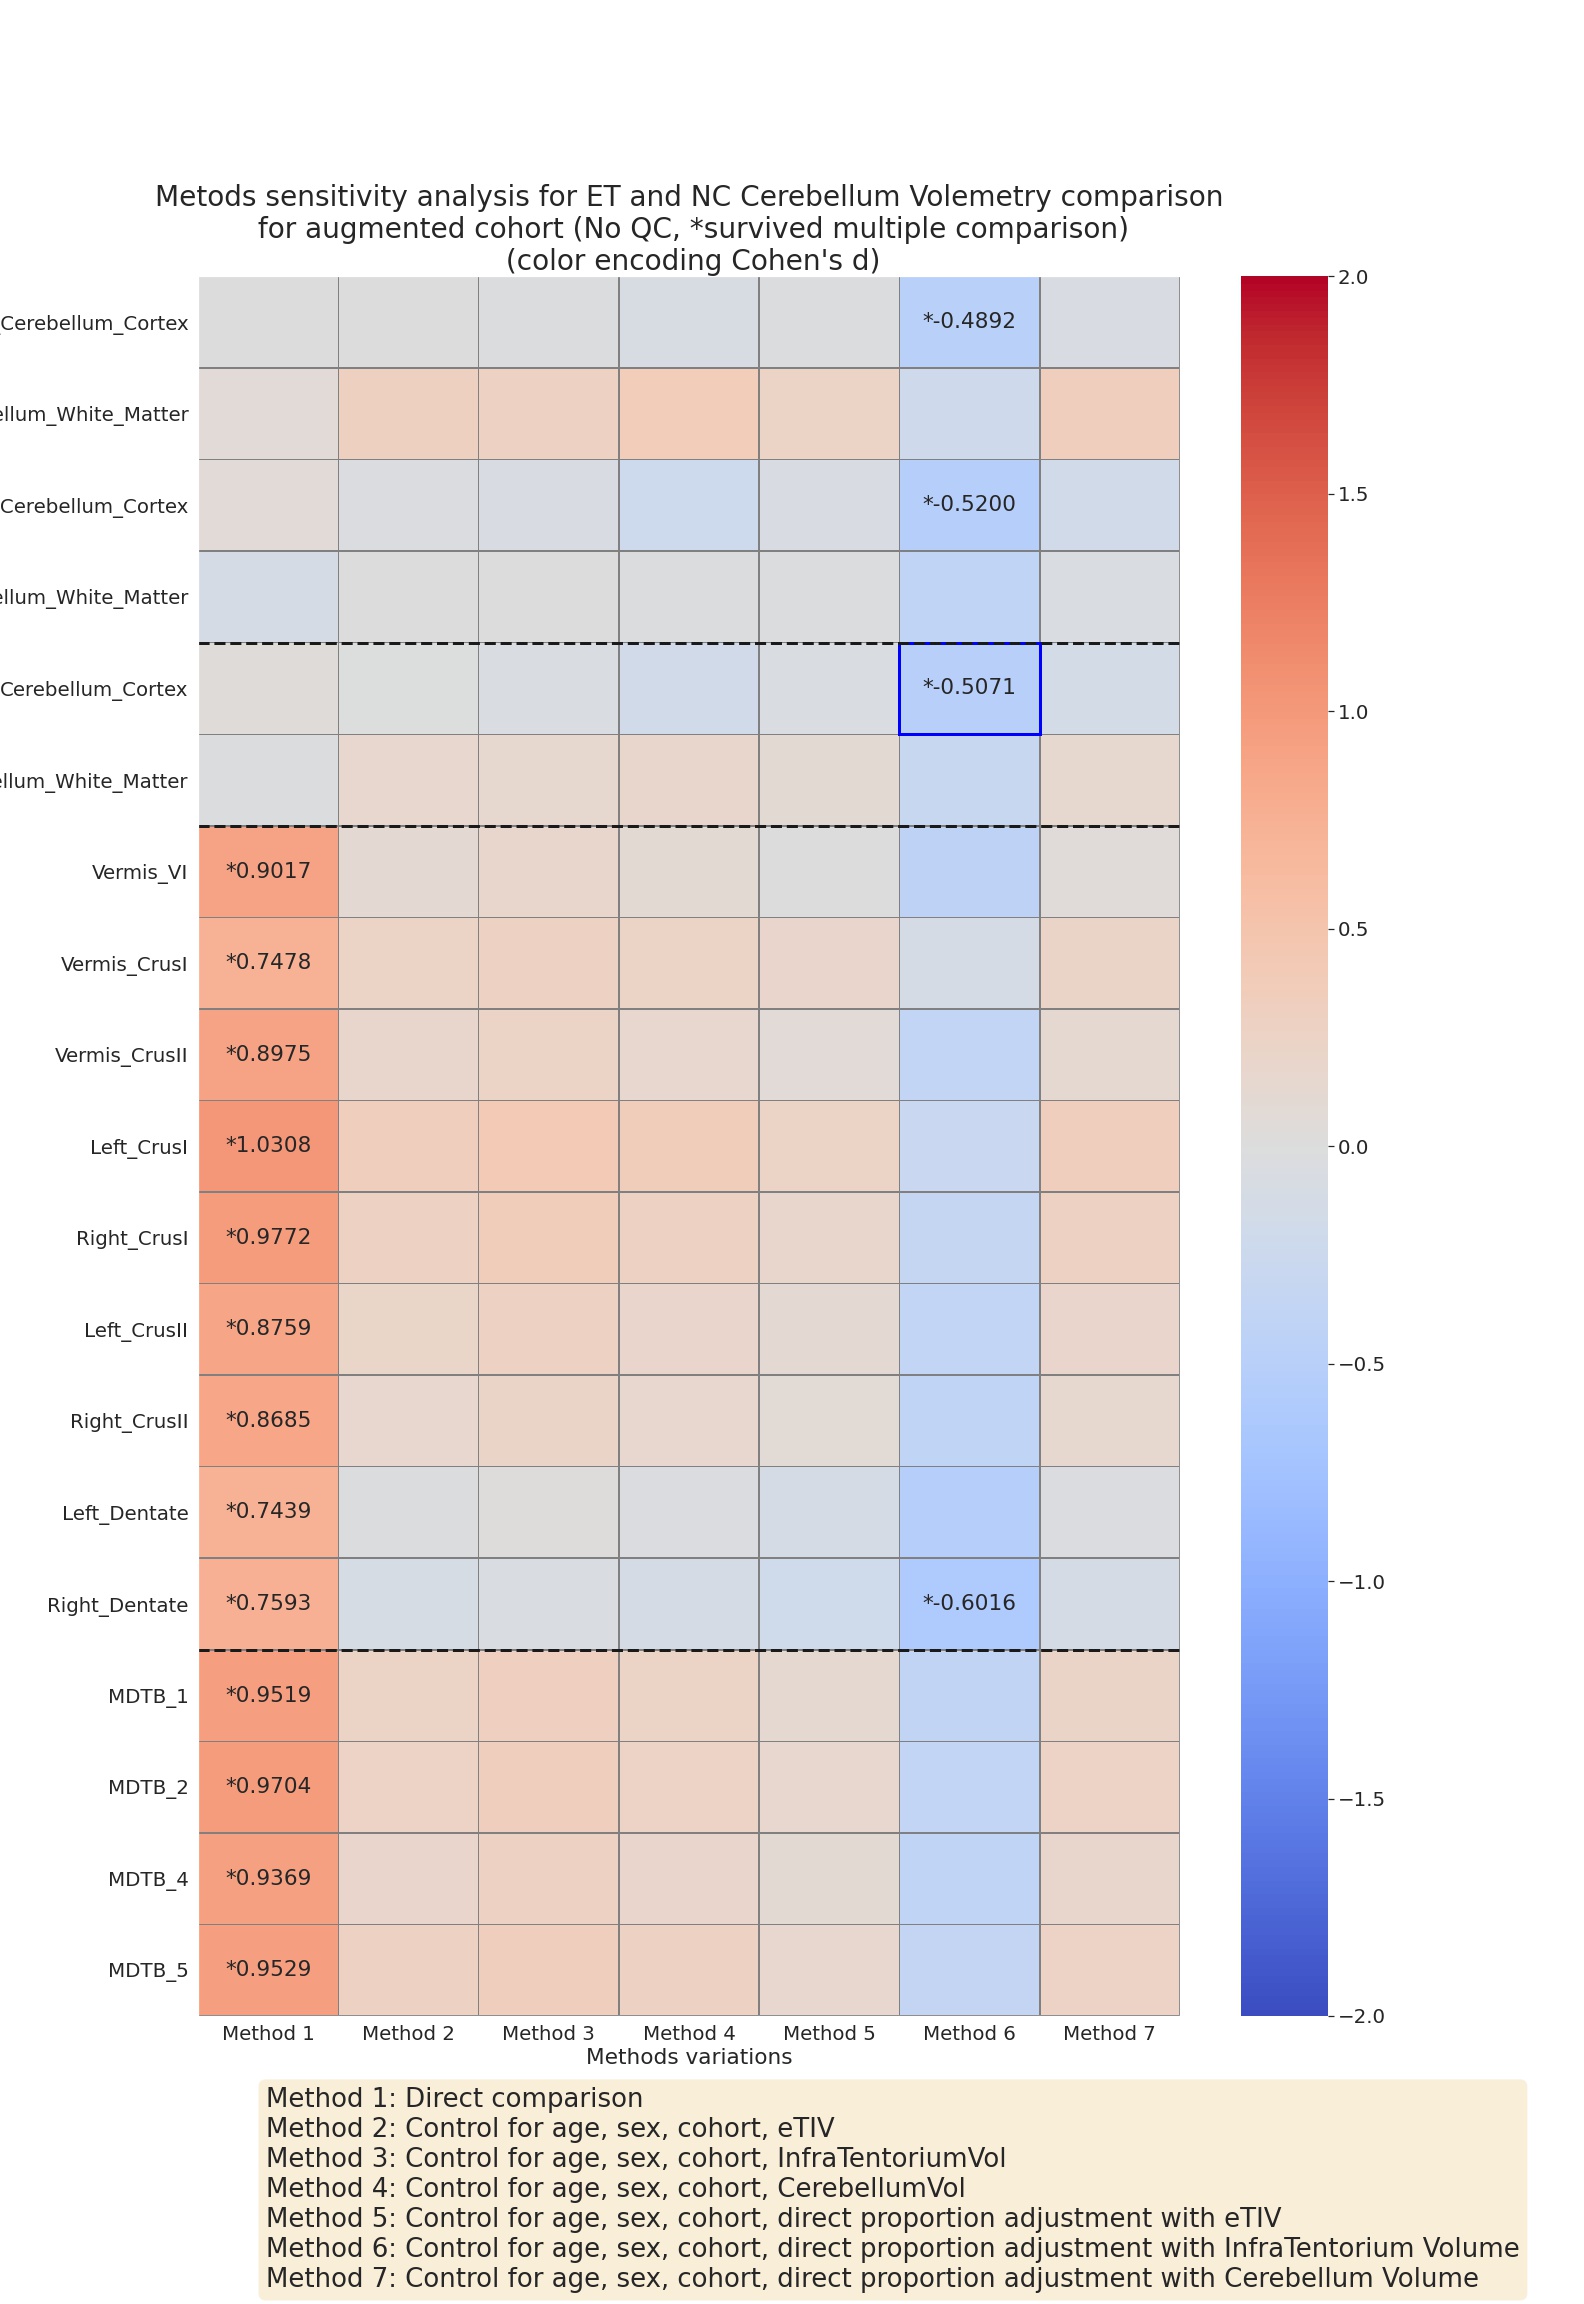 Metods sensitivity analysis for ET and NC Cerebellum Volemetry comparison
for augmented cohort (No QC, *survived multiple comparison)
(color encoding Cohen's d)
Cerebellum_Cortex *-0.4892
White_Matter
Cerebellum_Cortex *-0.5200
White_Matter
Cerebellum_Cortex *-0.5071
White_Matter
Vermis_VI *0.9017
Vermis_CrusI *0.7478
Vermis_CrusII *0.8975
Left_CrusI *1.0308
Right_CrusI *0.9772
Left_CrusII *0.8759
Right_CrusII *0.8685
Left_Dentate *0.7439
Right_Dentate *0.7593 *-0.6016
MDTB_1 *0.9519
MDTB_2 *0.9704
MDTB_4 *0.9369
MDTB_5 *0.9529
Method 1 Method 2 Method 3 Method 4 Method 5 Method 6 Method 7
Methods variations
2.0
1.5
1.0
0.5
0.0
−0.5
−1.0
−1.5
−2.0
Method 1: Direct comparison
Method 2: Control for age, sex, cohort, eTIV
Method 3: Control for age, sex, cohort, InfraTentoriumVol
Method 4: Control for age, sex, cohort, CerebellumVol
Method 5: Control for age, sex, cohort, direct proportion adjustment with eTIV
Method 6: Control for age, sex, cohort, direct proportion adjustment with InfraTentorium Volume
Method 7: Control for age, sex, cohort, direct proportion adjustment with Cerebellum Volume